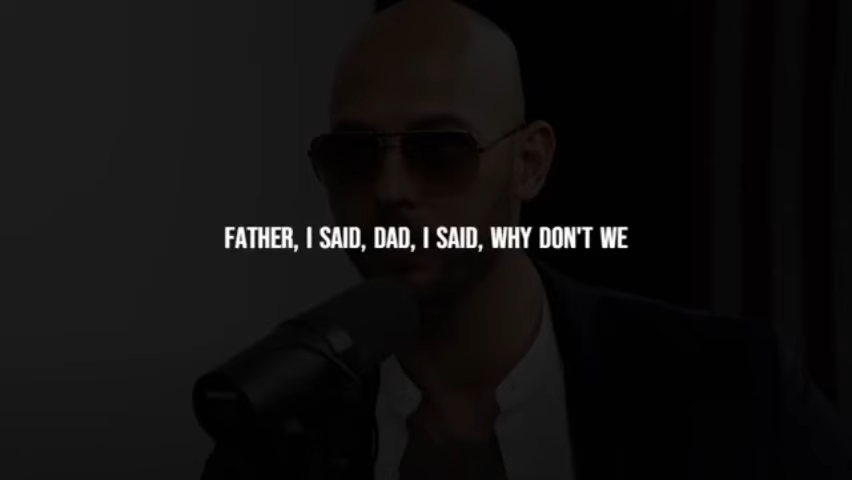 FATHER, I SAID, DAD, I SAID, WHY DON'T WE